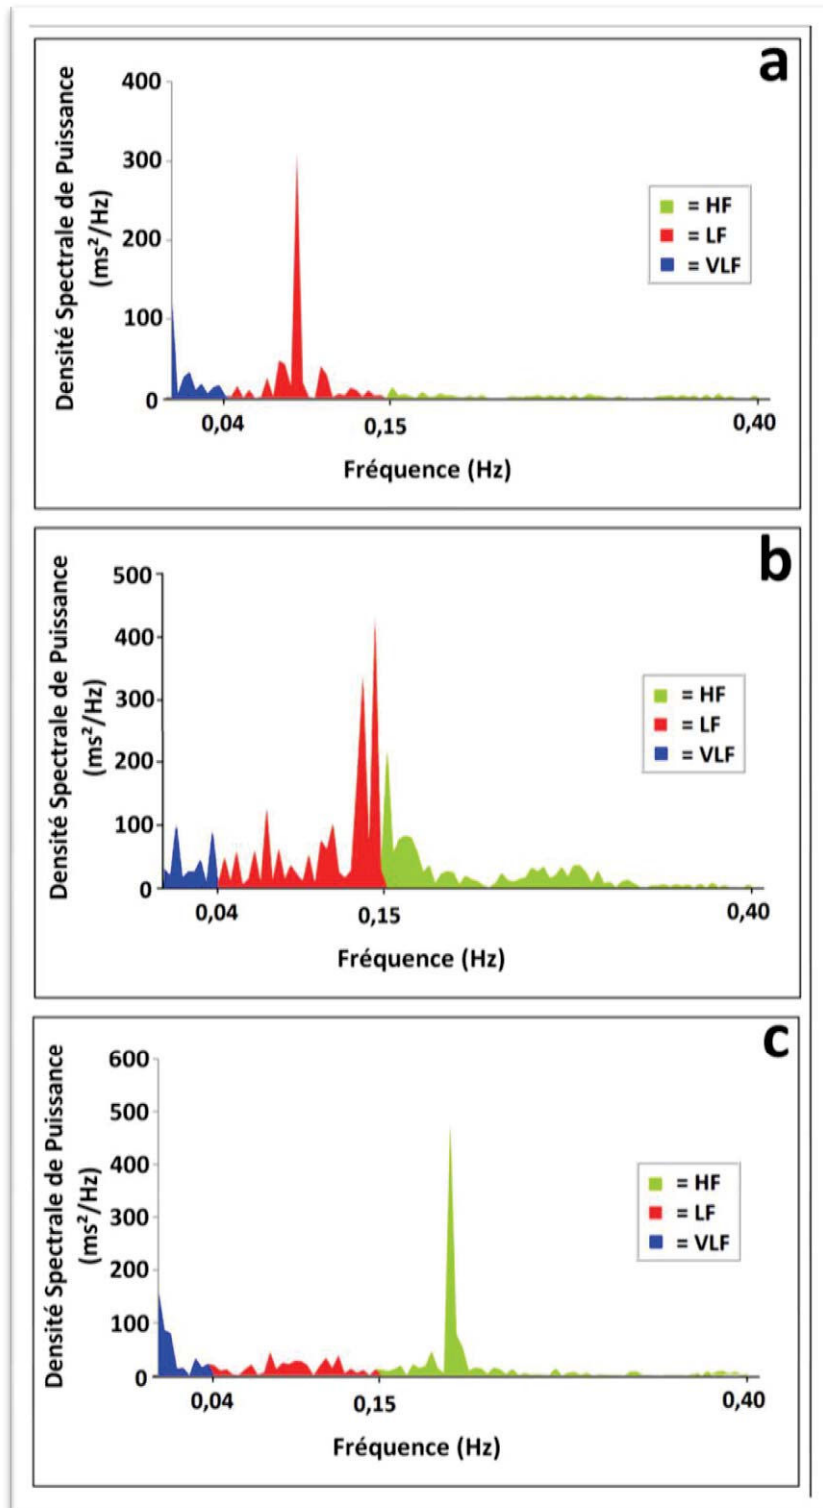 a
Densité Spectrale de Puissance
(ms²/Hz)
400
300
200
100
0
0,04
0,15
0,40
Fréquence (Hz)
= HF
= LF
= VLF
b
Densité Spectrale de Puissance
(ms²/Hz)
500
400
300
200
100
0
0,04
0,15
0,40
Fréquence (Hz)
= HF
= LF
= VLF
c
Densité Spectrale de Puissance
(ms²/Hz)
600
500
400
300
200
100
0
0,04
0,15
0,40
Fréquence (Hz)
= HF
= LF
= VLF